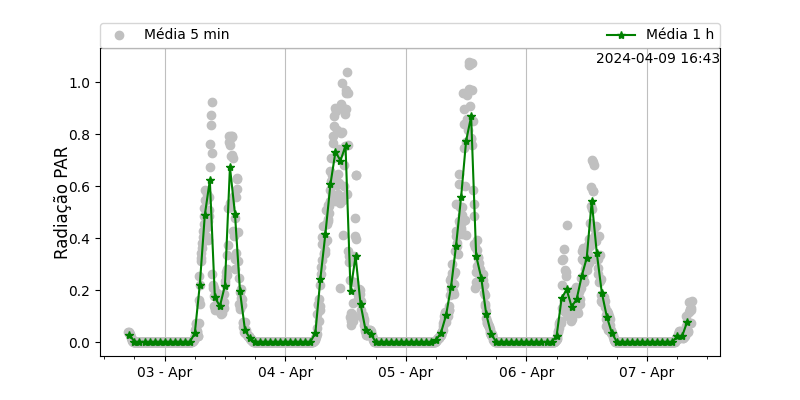 Média 5 min
Média 1 h
2024-04-09 16:43
1.0
0.8
0.6
0.4
0.2
0.0
Radiação PAR
03 - Apr
04 - Apr
05 - Apr
06 - Apr
07 - Apr